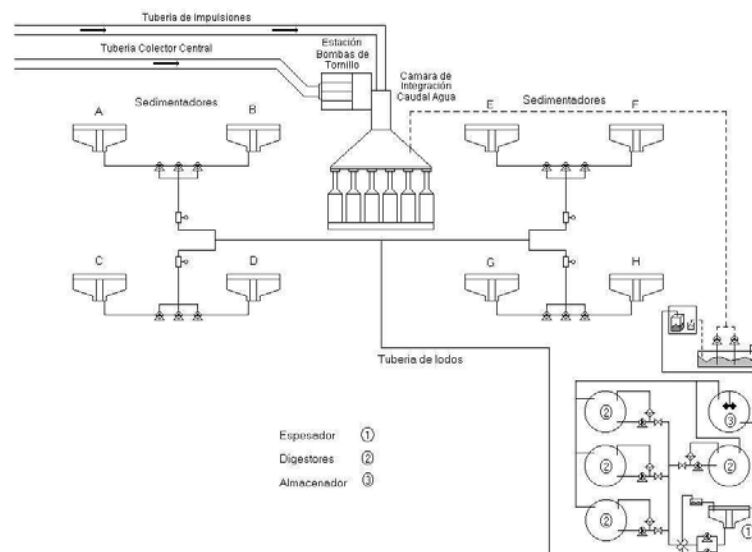 Tuberia de Impulsiones
Tuberia Colector Central
Estación
Bombas de
Tornillo
Camara de
Integración
Caudal Agua
Sedimentadores
Sedimentadores
A
B
E
F
C
D
G
H
Tuberia de lodos
Espesador ①
Digestores ②
Almacenador ③
②
③
②
②
②
①